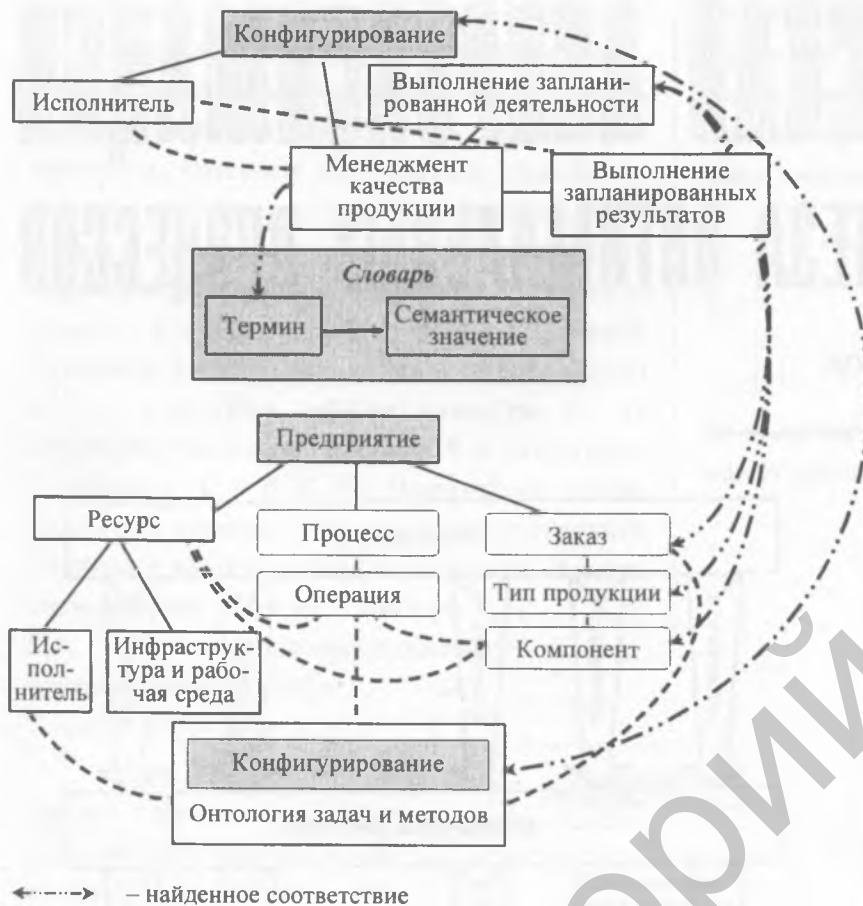 Конфигурирование
Исполнитель
Выполнение заплани-
рованной деятельности
Менеджмент
качества
продукции
Выполнение
запланированных
результатов
Словарь
Термин
Семантическое
значение
Предприятие
Ресурс
Процесс
Заказ
Операция
Тип продукции
Компонент
Ис-
пол-
нитель
Инфраструк-
тура и рабо-
чая среда
Конфигурирование
Онтология задач и методов
– найденное соответствие